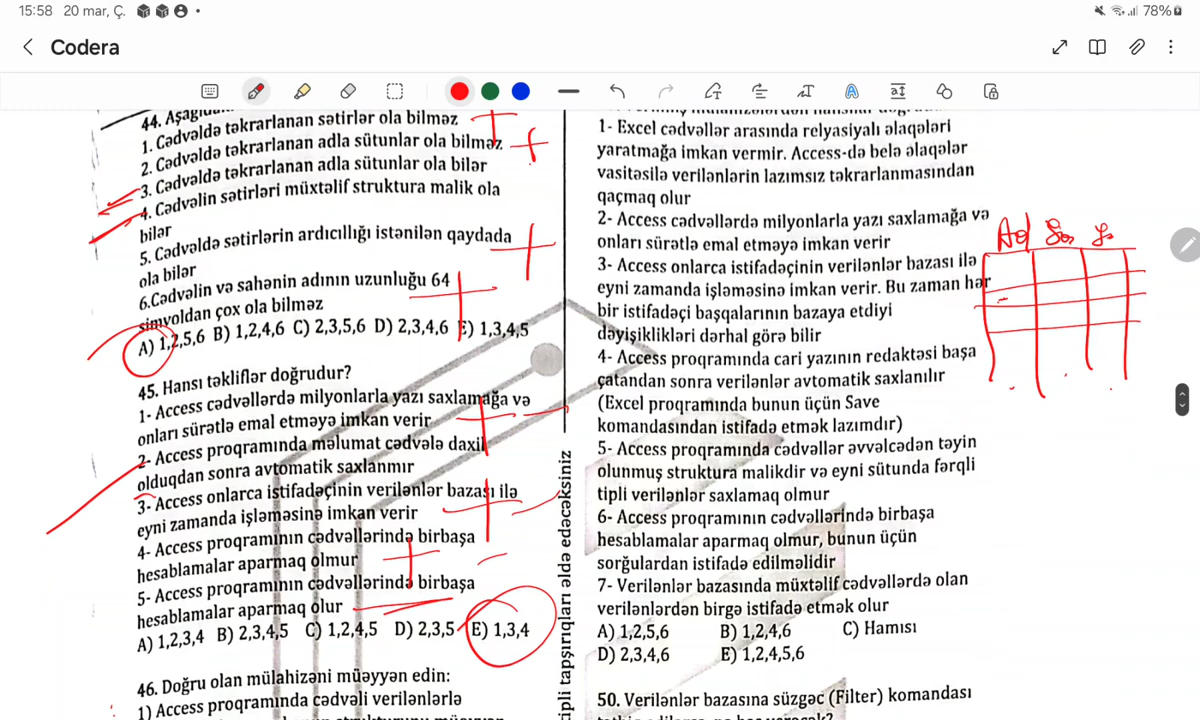 15:58 20 mar, Ç.
78%
Codera
44.
1. Cədvəldə təkrarlanan sətirlər ola bilməz
2. Cədvəldə təkrarlanan adla sütunlar ola bilməz
3. Cədvəldə təkrarlanan adla sütunlar ola bilər
4. Cədvəlin sətirləri müxtəlif struktura malik ola
bilər
5. Cədvəldə sətirlərin ardıcıllığı istənilən qaydada
ola bilər
6.Cədvəlin və sahənin adının uzunluğu 64
simvoldan çox ola bilməz
A) 1,2,5,6 B) 1,2,4,6 C) 2,3,5,6 D) 2,3,4,6 E) 1,3,4,5
45. Hansı təkliflər doğrudur?
1- Access cədvəllərdə milyonlarla yazı saxlamağa və
onları sürətlə emal etməyə imkan verir
2- Access proqramında məlumat cədvələ daxil
olduqdan sonra avtomatik saxlanmır
3- Access onlarca istifadəçinin verilənlər bazası ilə
eyni zamanda işləməsinə imkan verir
4- Access proqramının cədvəllərində birbaşa
hesablamalar aparmaq olmur
5- Access proqramının cədvəllərində birbaşa
hesablamalar aparmaq olur
A) 1,2,3,4 B) 2,3,4,5 C) 1,2,4,5 D) 2,3,5 E) 1,3,4
46. Doğru olan mülahizəni müəyyən edin:
1) Access proqramında cədvəli verilənlərlə
tipli tapşırıqları əldə edəcəksiniz
1- Excel cədvəllər arasında relyasiyalı əlaqələri
yaratmağa imkan vermir. Access-də belə əlaqələr
vasitəsilə verilənlərin lazımsız təkrarlanmasından
qaçmaq olur
2- Access cədvəllərdə milyonlarla yazı saxlamağa və
onları sürətlə emal etməyə imkan verir
3- Access onlarca istifadəçinin verilənlər bazası ilə
eyni zamanda işləməsinə imkan verir. Bu zaman hər
bir istifadəçi başqalarının bazaya etdiyi
dəyişiklikləri dərhal görə bilir
4- Access proqramında cari yazının redaktəsi başa
çatandan sonra verilənlər avtomatik saxlanılır
(Excel proqramında bunun üçün Save
komandasından istifadə etmək lazımdır)
5- Access proqramında cədvəllər əvvəlcədən təyin
olunmuş struktura malikdir və eyni sütunda fərqli
tipli verilənlər saxlamaq olmur
6- Access proqramının cədvəllərində birbaşa
hesablamalar aparmaq olmur, bunun üçün
sorğulardan istifadə edilməlidir
7- Verilənlər bazasında müxtəlif cədvəllərdə olan
verilənlərdən birgə istifadə etmək olur
A) 1,2,5,6 B) 1,2,4,6 C) Hamısı
D) 2,3,4,6 E) 1,2,4,5,6
50. Verilənlər bazasına süzgəc (Filter) komandası
Ad